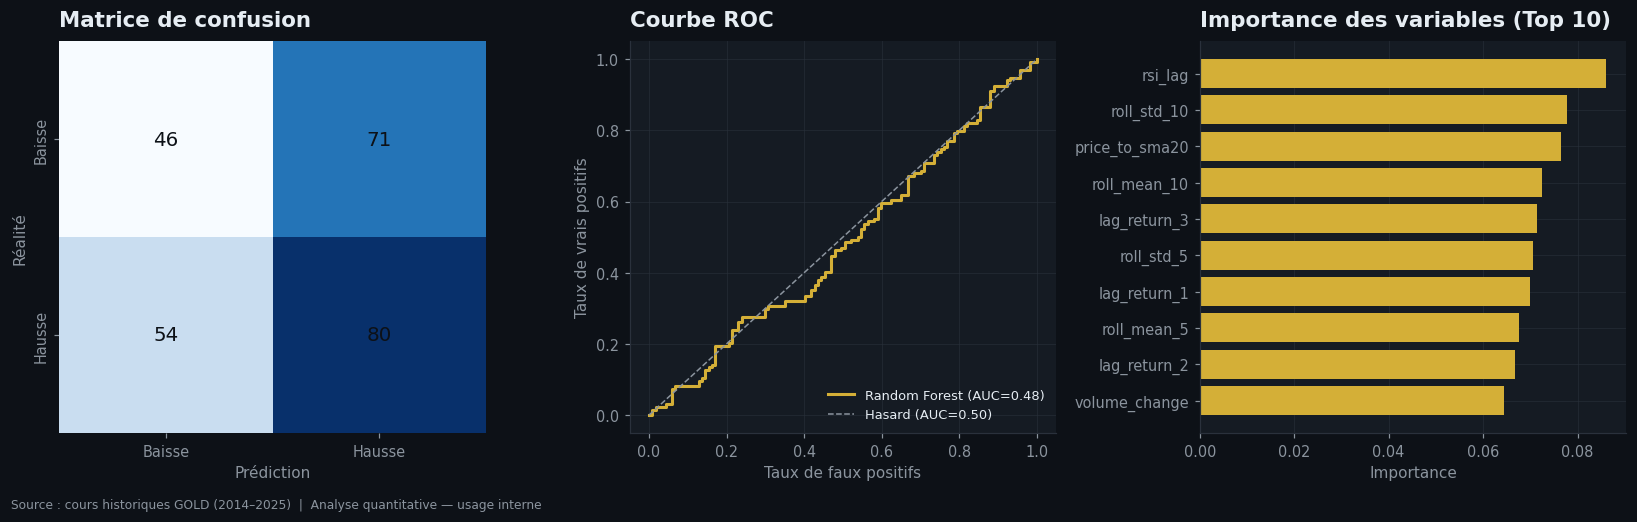 Matrice de confusion
Baisse
Hausse
Réalité
46
71
54
80
Baisse
Hausse
Prédiction
Courbe ROC
Taux de vrais positifs
1.0
0.8
0.6
0.4
0.2
0.0
Random Forest (AUC=0.48)
Hasard (AUC=0.50)
0.0
0.2
0.4
0.6
0.8
1.0
Taux de faux positifs
Importance des variables (Top 10)
rsi_lag
roll_std_10
price_to_sma20
roll_mean_10
lag_return_3
roll_std_5
lag_return_1
roll_mean_5
lag_return_2
volume_change
0.00
0.02
0.04
0.06
0.08
Importance
Source : cours historiques GOLD (2014–2025) | Analyse quantitative — usage interne